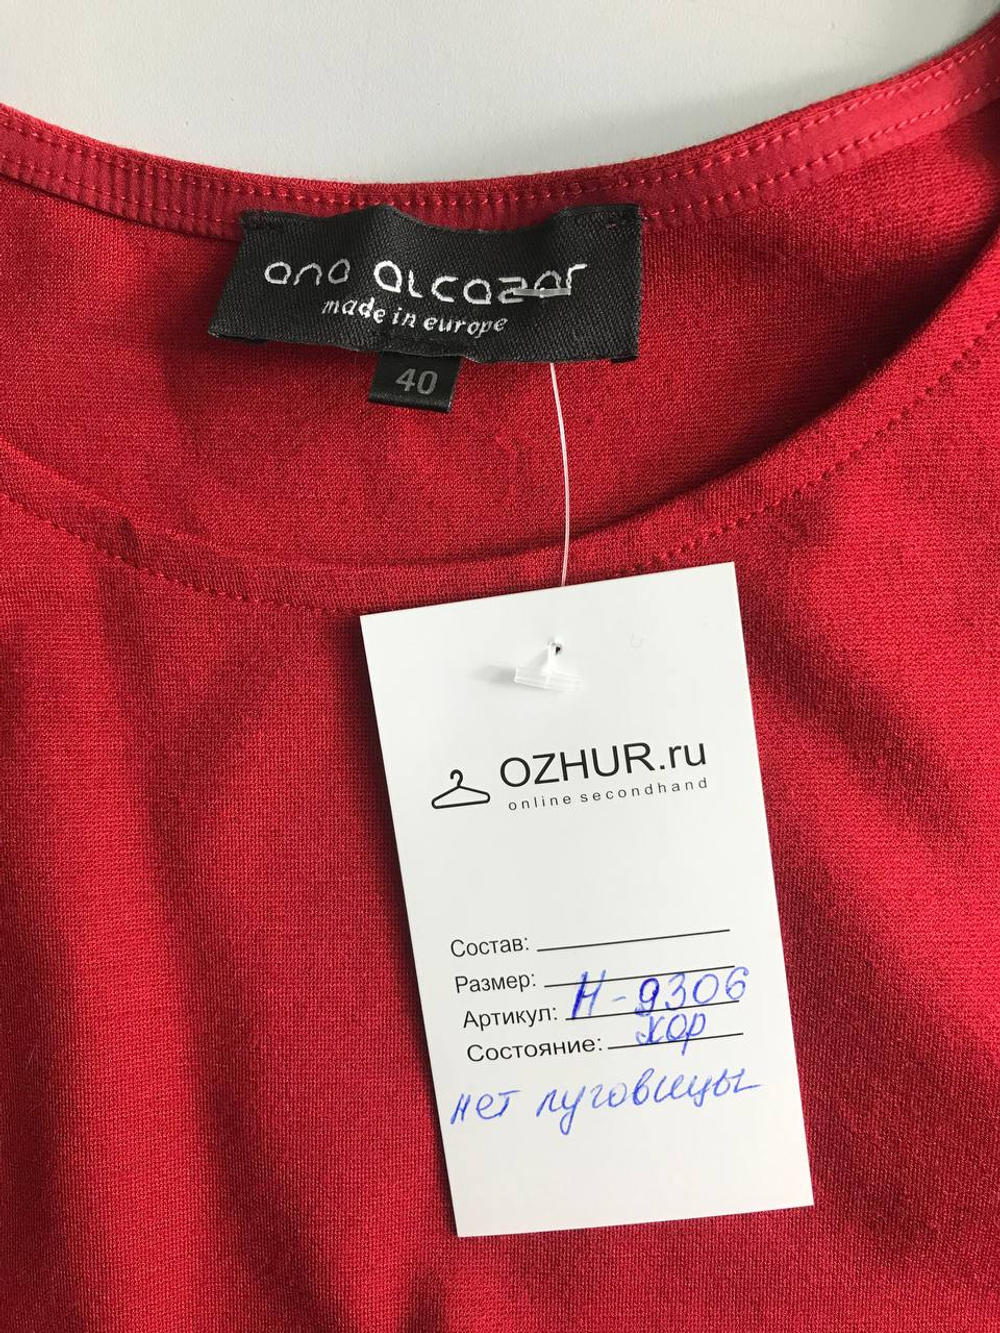 ana alcazar
made in europe
40
OZHUR.ru
online secondhand
Состав:
Размер:
Артикул: Н-9306
Состояние: хор
нет пуговицы